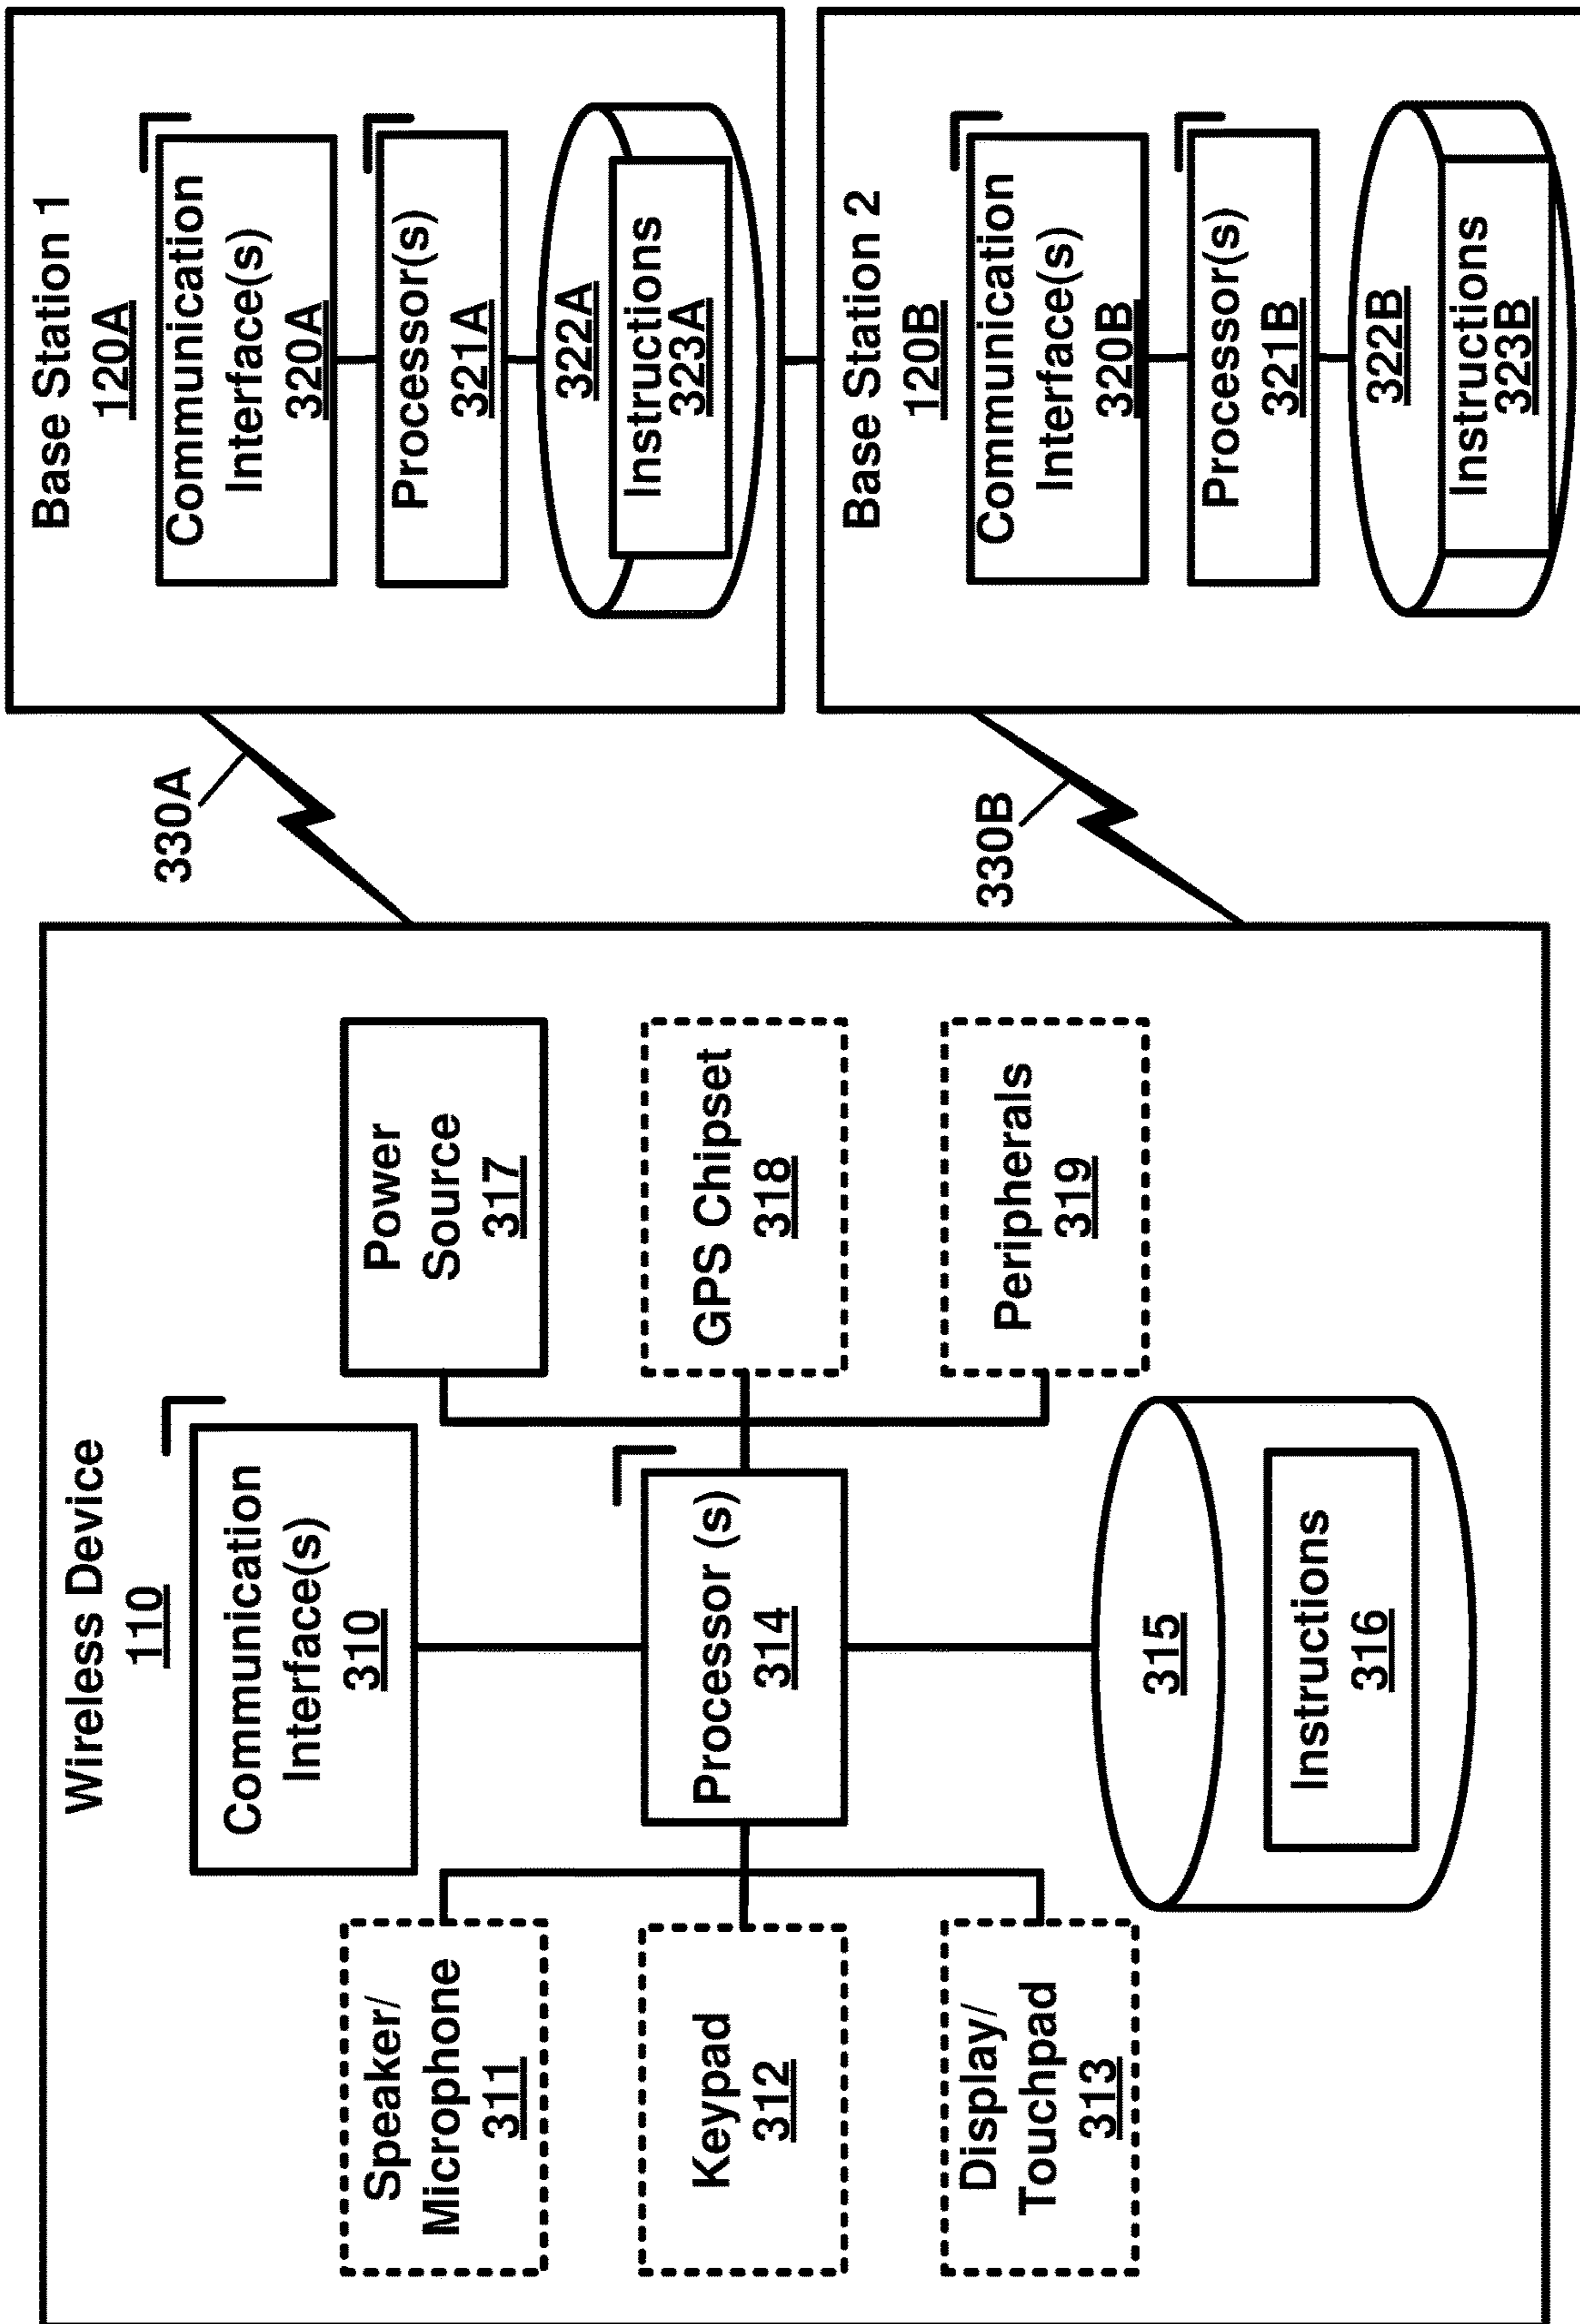 Wireless Device
110
Communication
Interface(s)
310
Speaker/
Microphone
311
Keypad
312
Display/
Touchpad
313
Processor (s)
314
315
Instructions
316
Power
Source
317
GPS Chipset
318
Peripherals
319
330A
330B
Base Station 1
120A
Communication
Interface(s)
320A
Processor(s)
321A
322A
Instructions
323A
Base Station 2
120B
Communication
Interface(s)
320B
Processor(s)
321B
322B
Instructions
323B